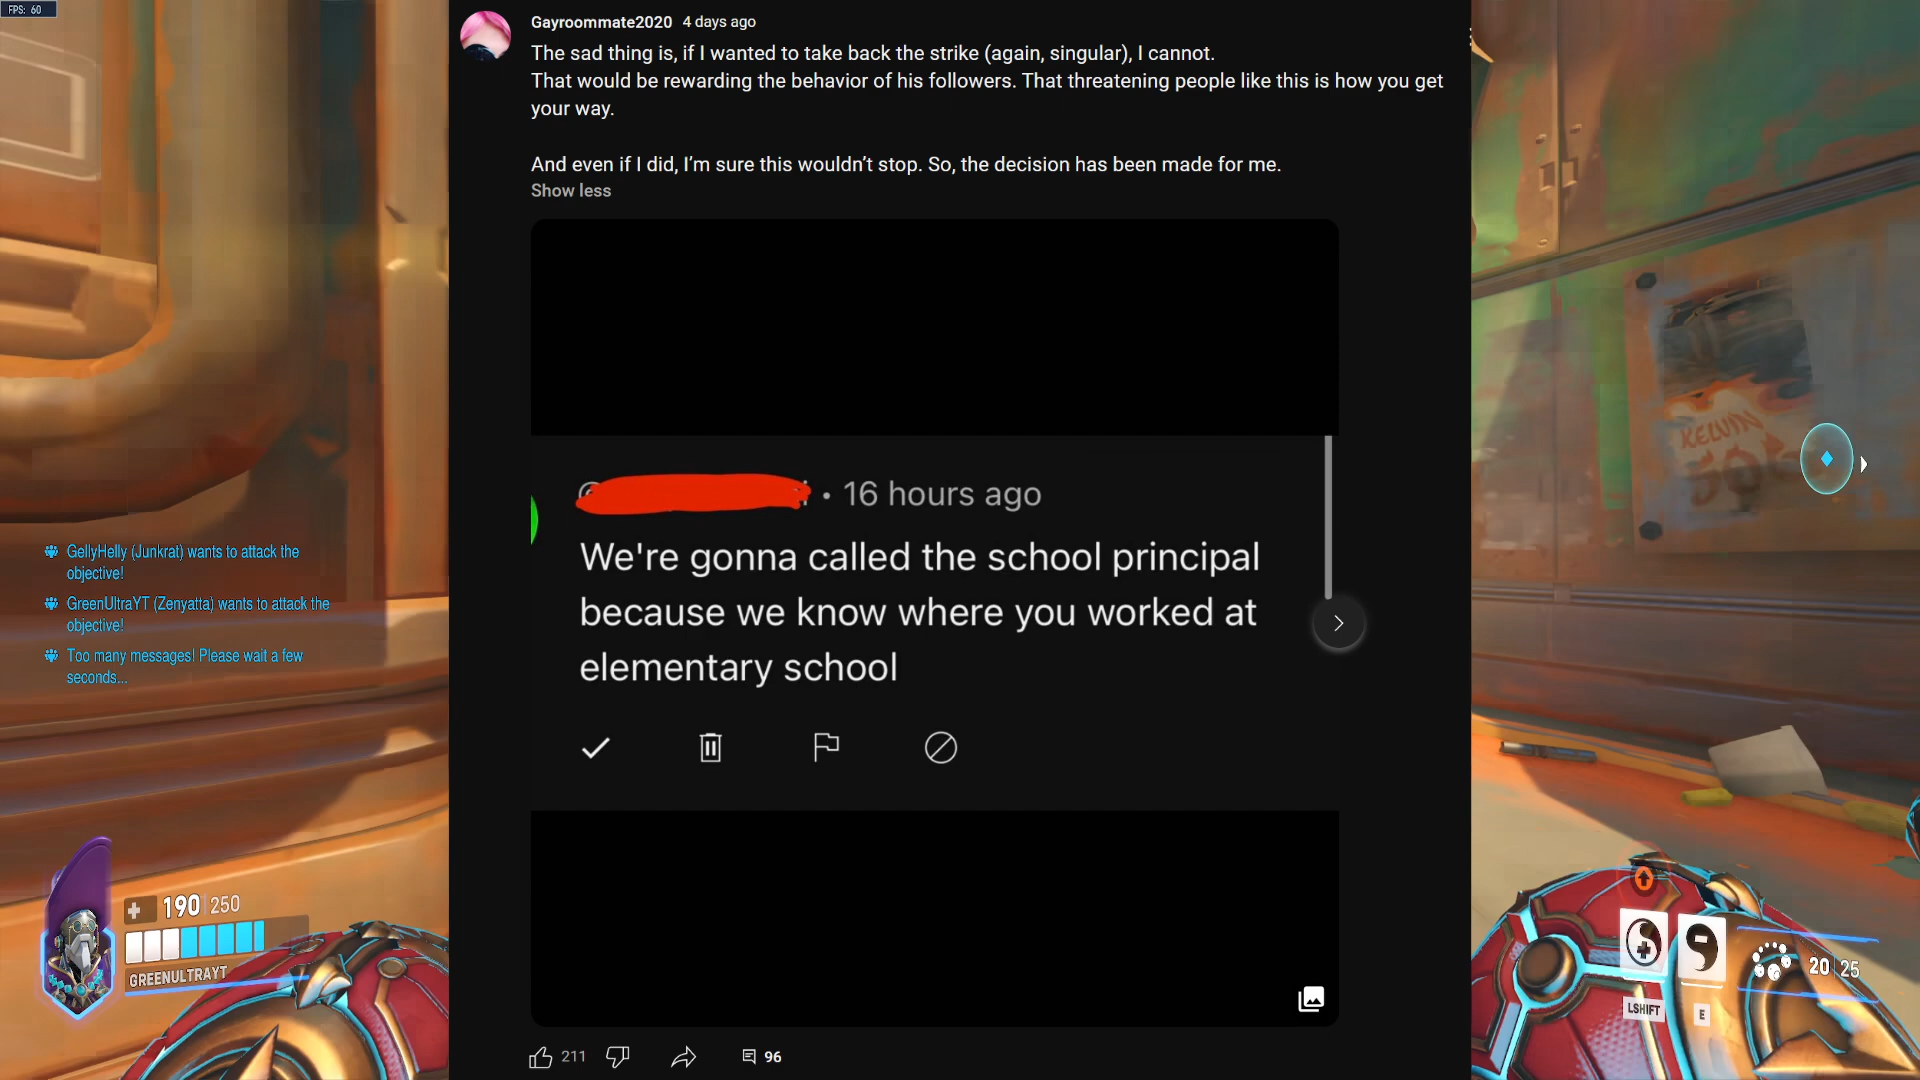 FPS: 60
Gayroommate2020 4 days ago
The sad thing is, if I wanted to take back the strike (again, singular), I cannot.
That would be rewarding the behavior of his followers. That threatening people like this is how you get
your way.
And even if I did, I’m sure this wouldn’t stop. So, the decision has been made for me.
Show less
• 16 hours ago
We're gonna called the school principal
because we know where you worked at
elementary school
211
96
GellyHelly (Junkrat) wants to attack the
objective!
GreenUltraYT (Zenyatta) wants to attack the
objective!
Too many messages! Please wait a few
seconds...
190 250
GREENULTRAYT
KELVIN
50
20 25
LSHIFT
E